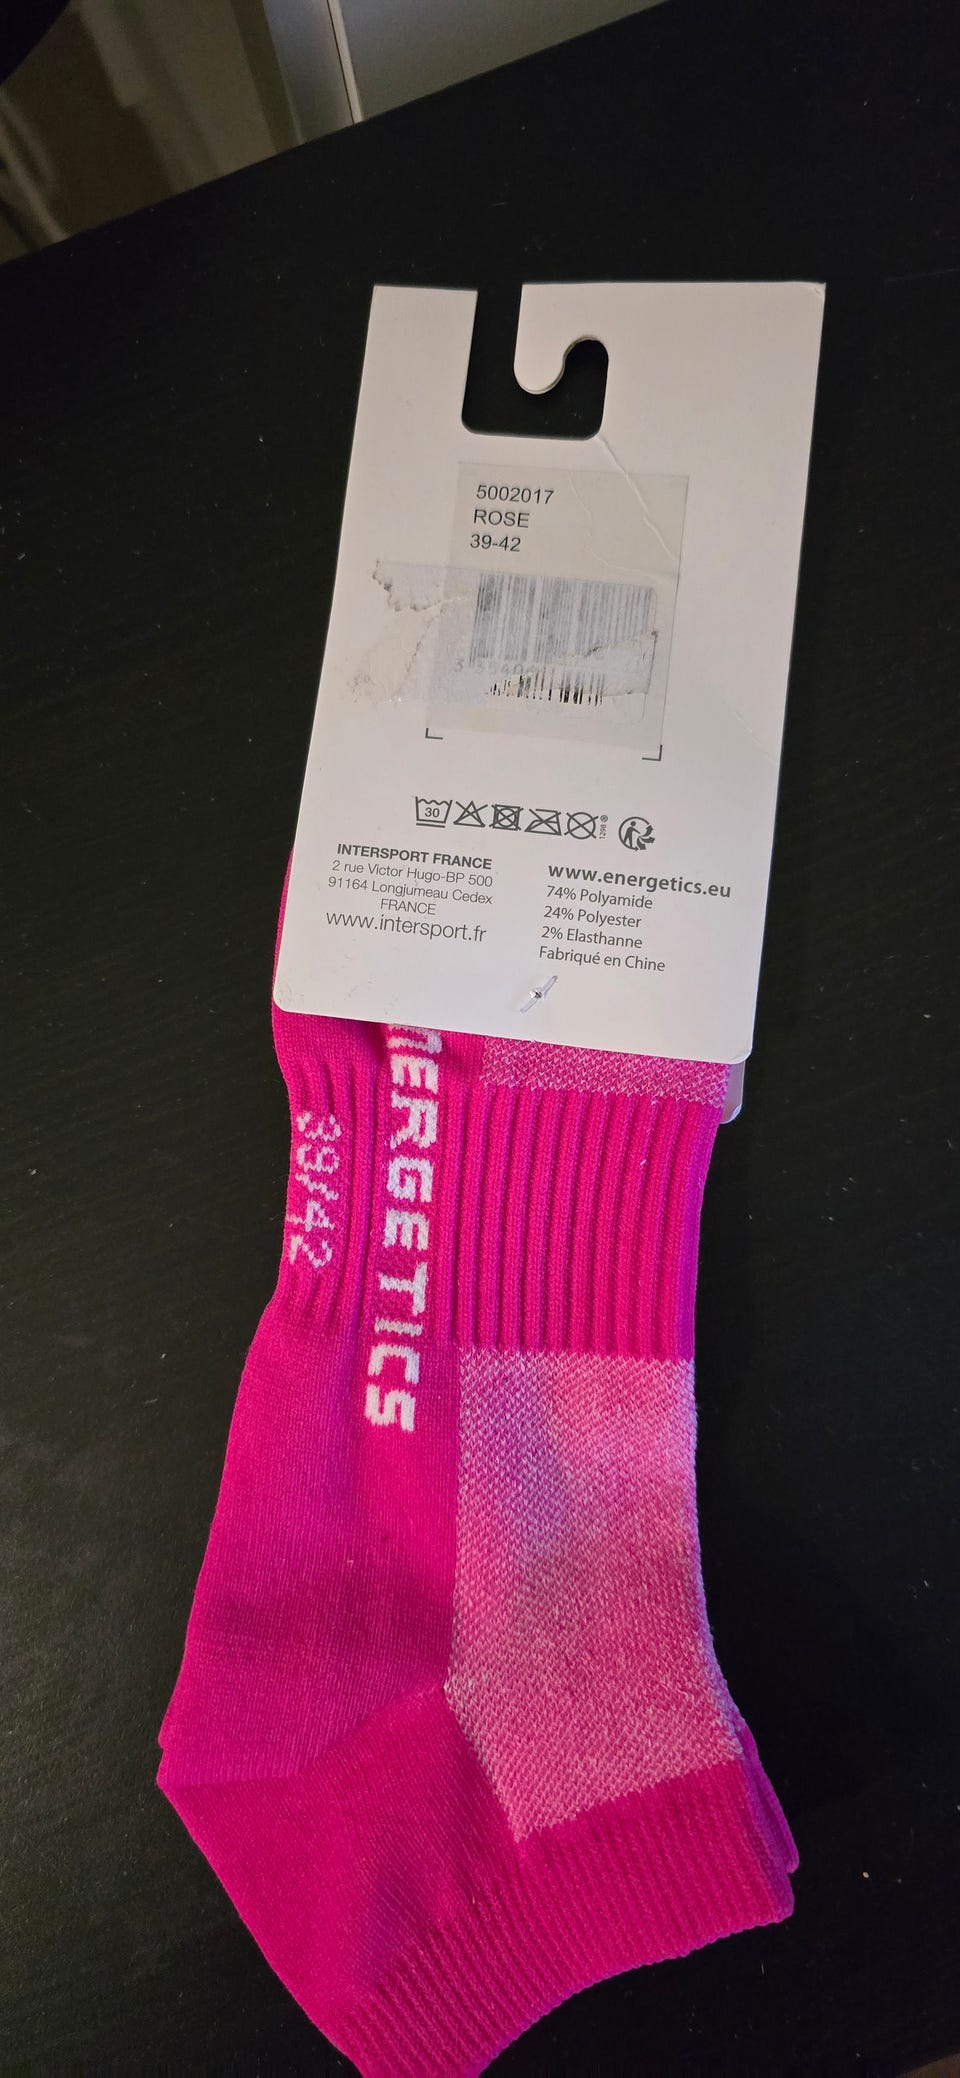 5002017
ROSE
39-42
30
INTERSPORT FRANCE
2 rue Victor Hugo-BP 500
91164 Longjumeau Cedex
FRANCE
www.intersport.fr
www.energetics.eu
74% Polyamide
24% Polyester
2% Elasthanne
Fabriqué en Chine
NERGETICS
39/42